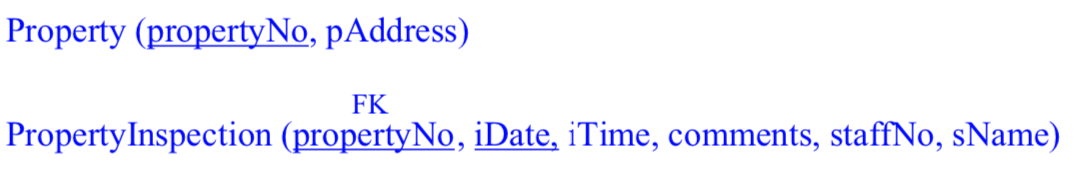 Property (propertyNo, pAddress)
FK
PropertyInspection (propertyNo, iDate, iTime, comments, staffNo, sName)